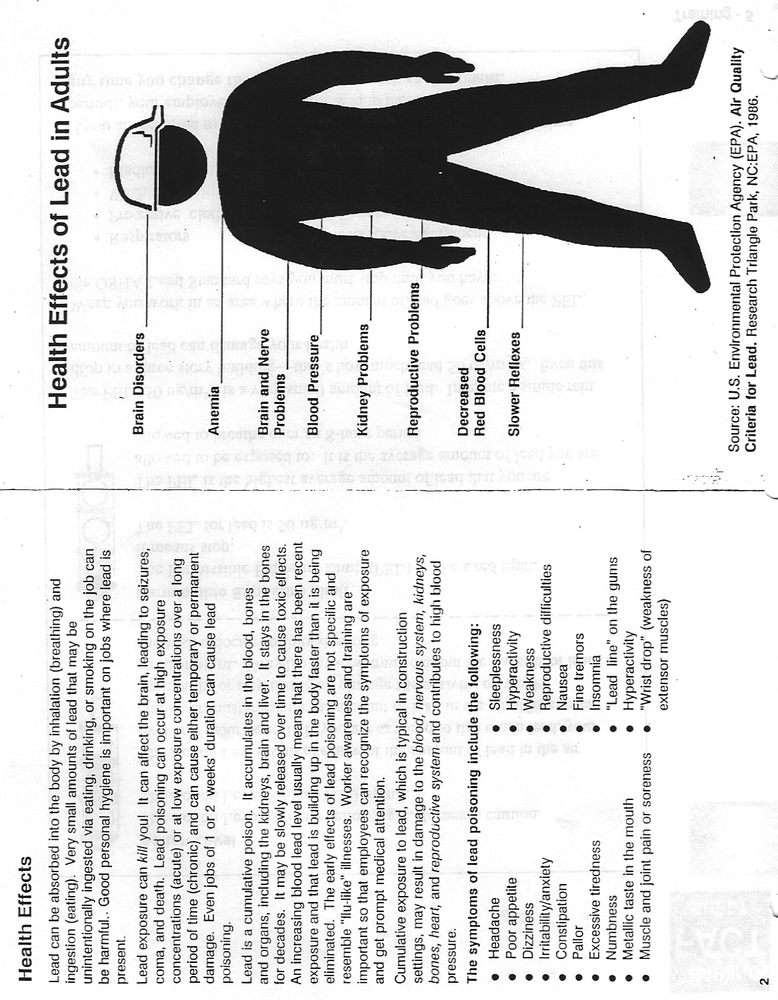 Health Effects
Lead can be absorbed into the body by inhalation (breathing) and
ingestion (eating). Very small amounts of lead that may be
unintentionally ingested via eating, drinking, or smoking on the job can
be harmful.. Good personal hygiene is important on jobs where lead is
present.
Lead exposure can kill you! It can affect the brain, leading to seizures,
coma, and death. Lead poisoning can occur at high exposure
concentrations (acute) or at low exposure concentrations over a long
period of time (chronic) and can cause either temporary or permanent
damage. Even jobs of 1 or 2 weeks' duration can cause lead
poisoning.
Lead is a cumulative poison. It accumulates in the blood, bones
and organs, including the kidneys, brain and liver. It stays in the bones
for decades. It may be slowly released over time to cause toxic effects.
An increasing blood lead level usually means that there has been recent
exposure and that lead is building up in the body faster than it is being
eliminated. The early effects of lead poisoning are not specific and
resemble "flu-like" illnesses. Worker awareness and training are
important so that employees can recognize the symptoms of exposure
and get prompt medical attention.
Cumulative exposure to lead, which is typical in construction
settings, may result in damage to the blood, nervous system, kidneys,
bones, heart, and reproductive system and contributes to high blood
pressure.
The symptoms of lead poisoning include the following:
● Headache
● Poor appetite
● Dizziness
● Irritability/anxiety
● Constipation
● Pallor
● Excessive tiredness
● Numbness
● Metallic taste in the mouth
● Muscle and joint pain or soreness
● Sleeplessness
● Hyperactivity
● Weakness
● Reproductive difficulties
● Nausea
● Fine tremors
● Insomnia
● "Lead line" on the gums
● Hyperactivity
● "Wrist drop" (weakness of
extensor muscles)
2
Health Effects of Lead in Adults
Brain Disorders
Anemia
Brain and Nerve
Problems
Blood Pressure
Kidney Problems
Reproductive Problems
Decreased
Red Blood Cells
Slower Reflexes
Source: U.S. Environmental Protection Agency (EPA). Air Quality
Criteria for Lead. Research Triangle Park, NC:EPA, 1986.